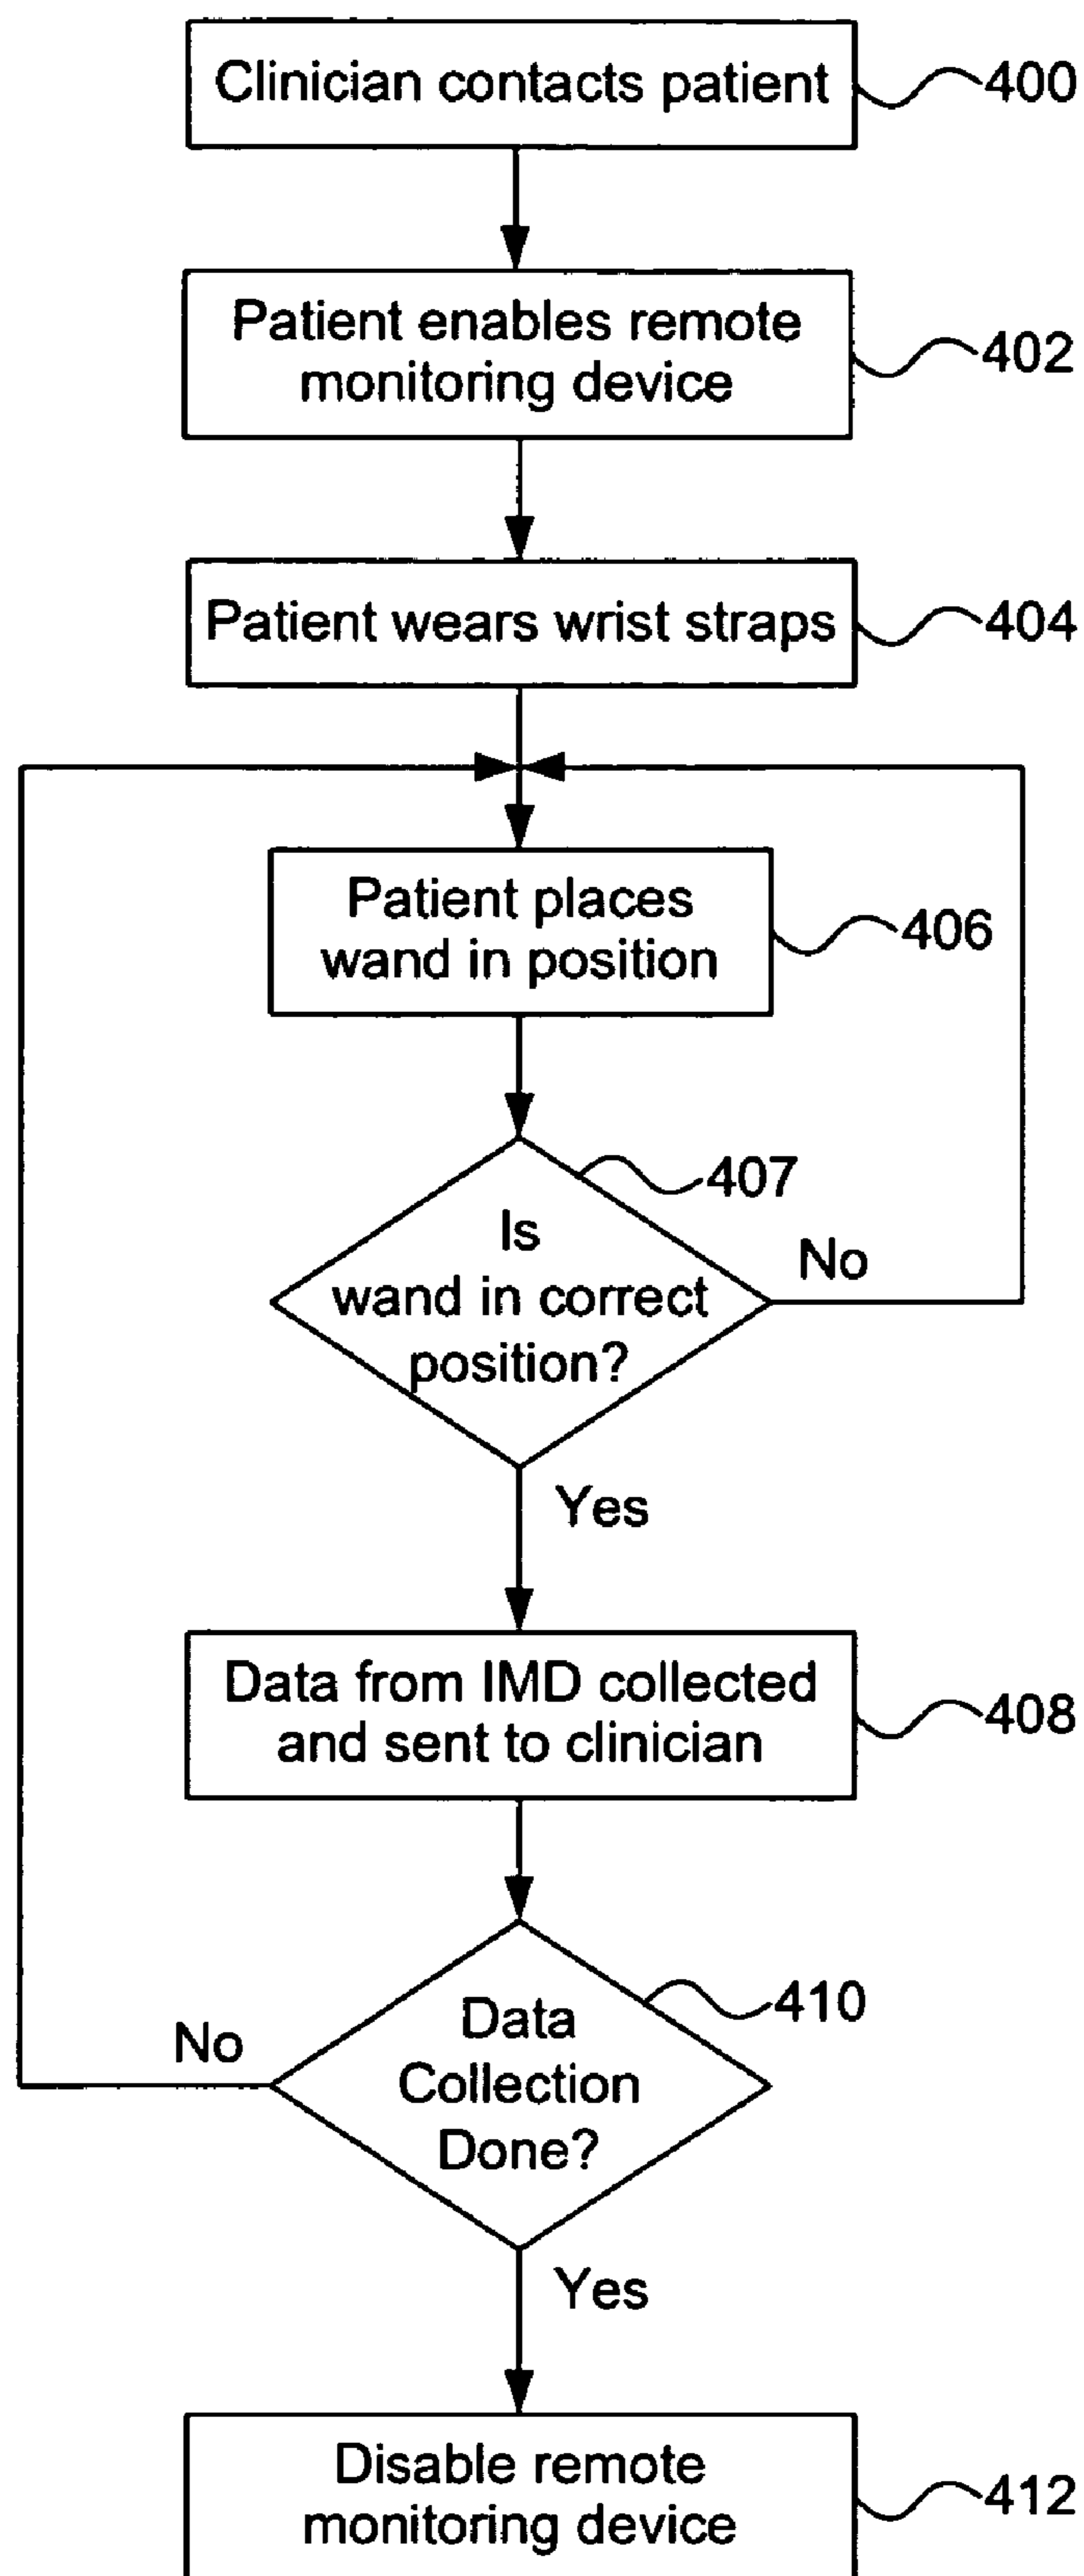 Clinician contacts patient
400
Patient enables remote
monitoring device
402
Patient wears wrist straps
404
Patient places
wand in position
406
407
Is
wand in correct
position?
No
Yes
Data from IMD collected
and sent to clinician
408
410
Data
Collection
Done?
No
Yes
Disable remote
monitoring device
412